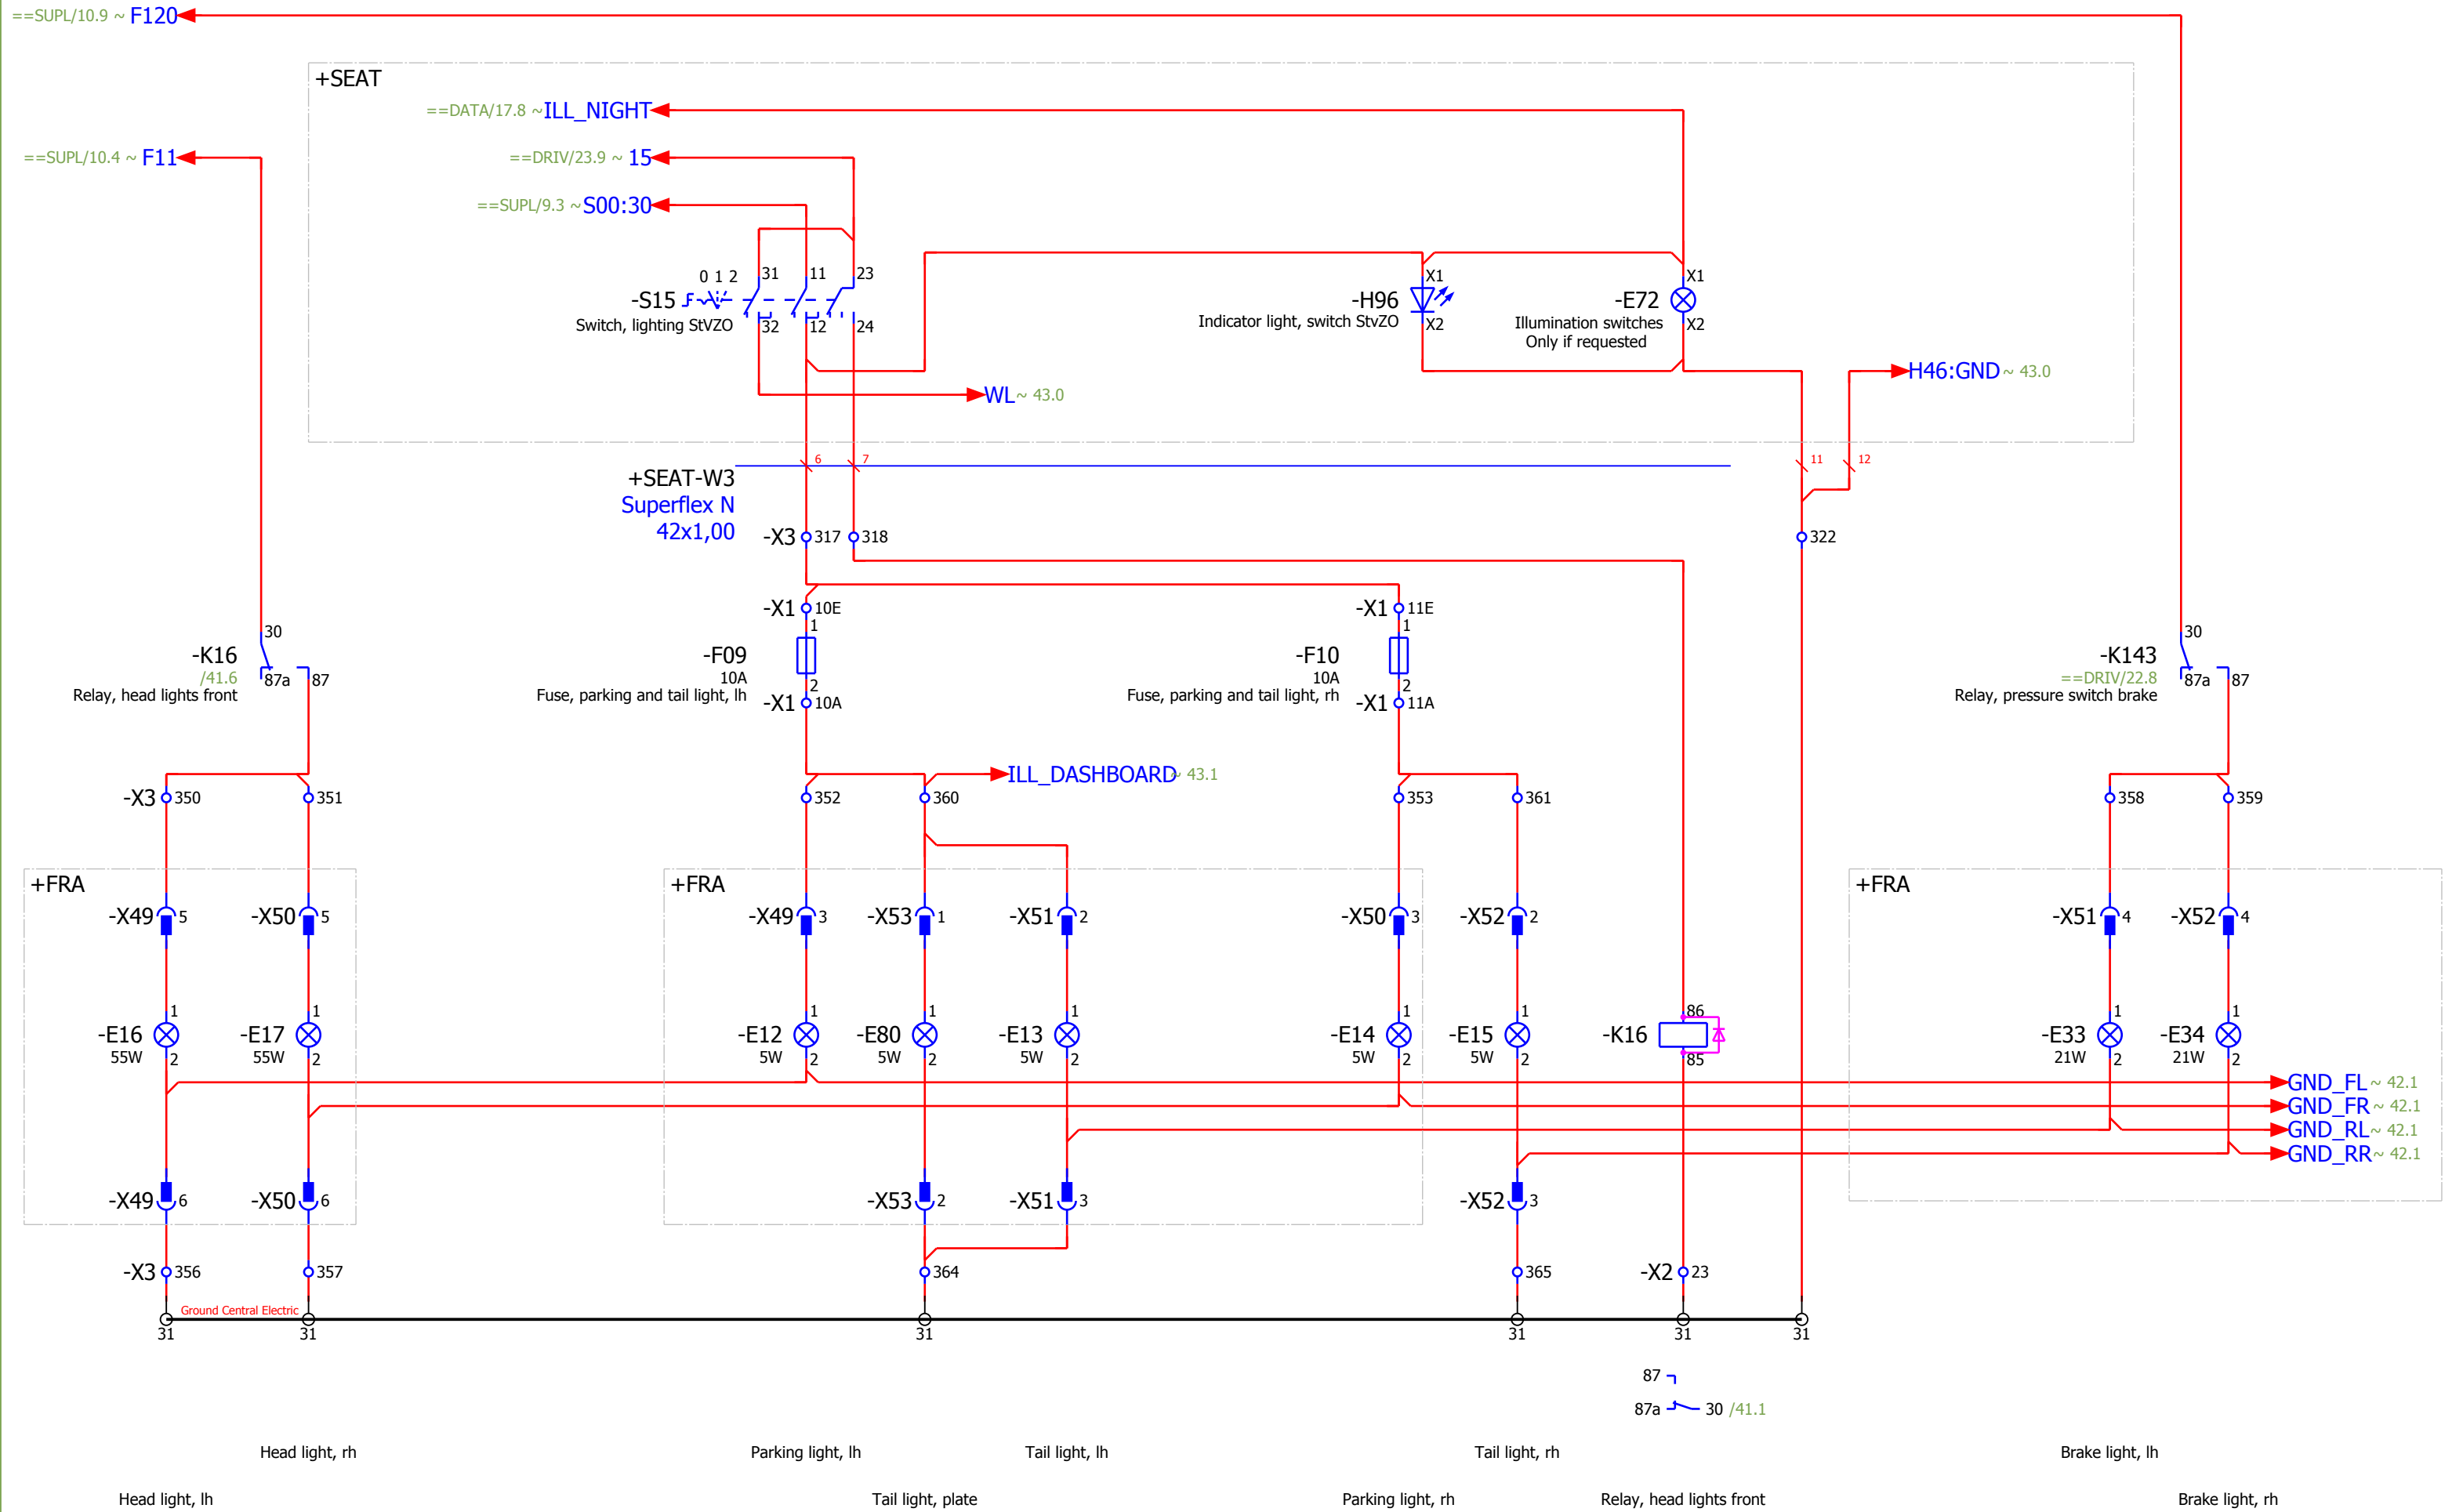 ==SUPL/10.9 ~ F120
+SEAT
==DATA/17.8 ~ ILL_NIGHT
==SUPL/10.4 ~ F11
==DRIV/23.9 ~ 15
==SUPL/9.3 ~ S00:30
0 1 2
31 11 23
X1 X1
-S15
Switch, lighting StVZO
32 12 24
-H96
Indicator light, switch StvZO
X2
-E72
Illumination switches
Only if requested
X2
H46:GND ~ 43.0
WL ~ 43.0
6 7 11 12
+SEAT-W3
Superflex N
42x1,00
-X3 317 318 322
-X1 10E -X1 11E
30
-K16
/41.6
Relay, head lights front
87a 87
1
-F09
10A
Fuse, parking and tail light, lh
2
-X1 10A
1
-F10
10A
Fuse, parking and tail light, rh
2
-X1 11A
30
-K143
==DRIV/22.8
Relay, pressure switch brake
87a 87
ILL_DASHBOARD ~ 43.1
-X3 350 351 352 360 353 361 358 359
+FRA +FRA +FRA
-X49 5 -X50 5 -X49 3 -X53 1 -X51 2 -X50 3 -X52 2 -X51 4 -X52 4
1 1 1 1 1 1 1 86 1 1
-E16 -E17 -E12 -E80 -E13 -E14 -E15 -K16 -E33 -E34
55W 55W 5W 5W 5W 5W 5W 21W 21W
2 2 2 2 2 2 2 85 2 2
GND_FL ~ 42.1
GND_FR ~ 42.1
GND_RL ~ 42.1
GND_RR ~ 42.1
-X49 6 -X50 6 -X53 2 -X51 3 -X52 3
-X3 356 357 364 365 -X2 23
Ground Central Electric
31 31 31 31 31 31
87
87a 30 /41.1
Head light, rh Parking light, lh Tail light, lh Tail light, rh Brake light, lh
Head light, lh Tail light, plate Parking light, rh Relay, head lights front Brake light, rh